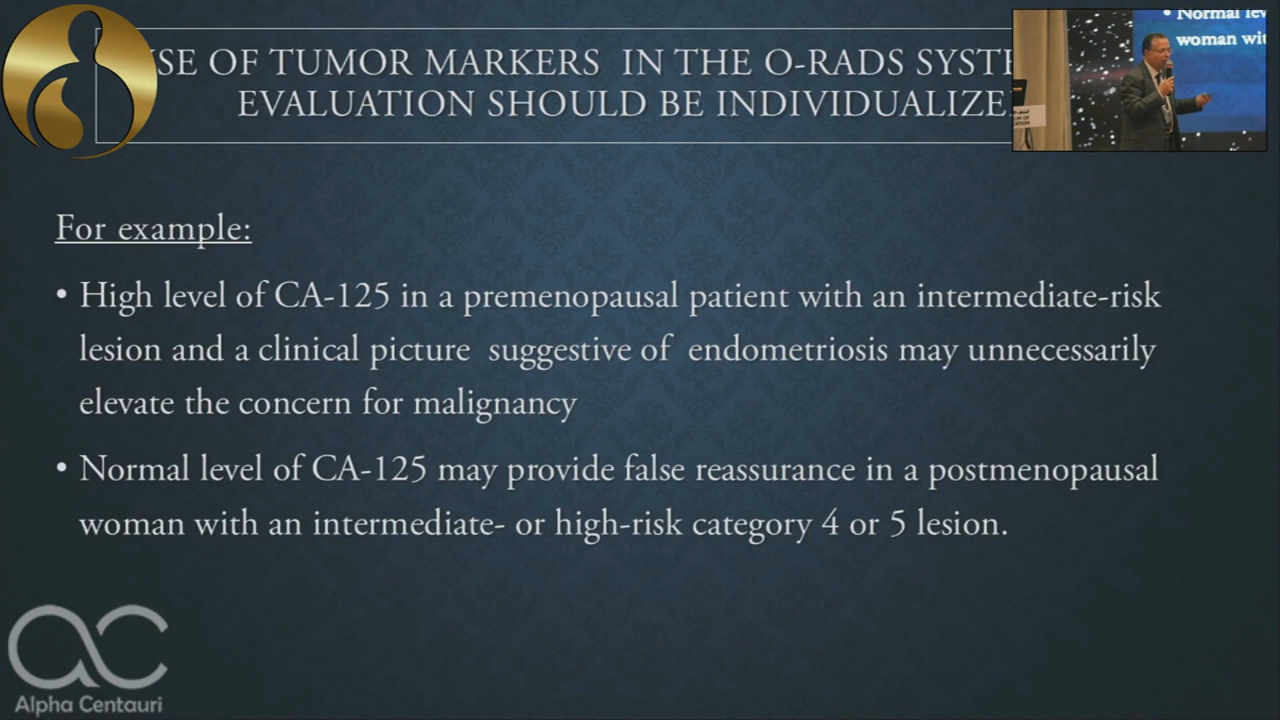 SE OF TUMOR MARKERS IN THE O-RADS SYSTE
EVALUATION SHOULD BE INDIVIDUALIZE
For example:
• High level of CA-125 in a premenopausal patient with an intermediate-risk
lesion and a clinical picture suggestive of endometriosis may unnecessarily
elevate the concern for malignancy
• Normal level of CA-125 may provide false reassurance in a postmenopausal
woman with an intermediate- or high-risk category 4 or 5 lesion.
• Normal lev
woman wit
Alpha Centauri